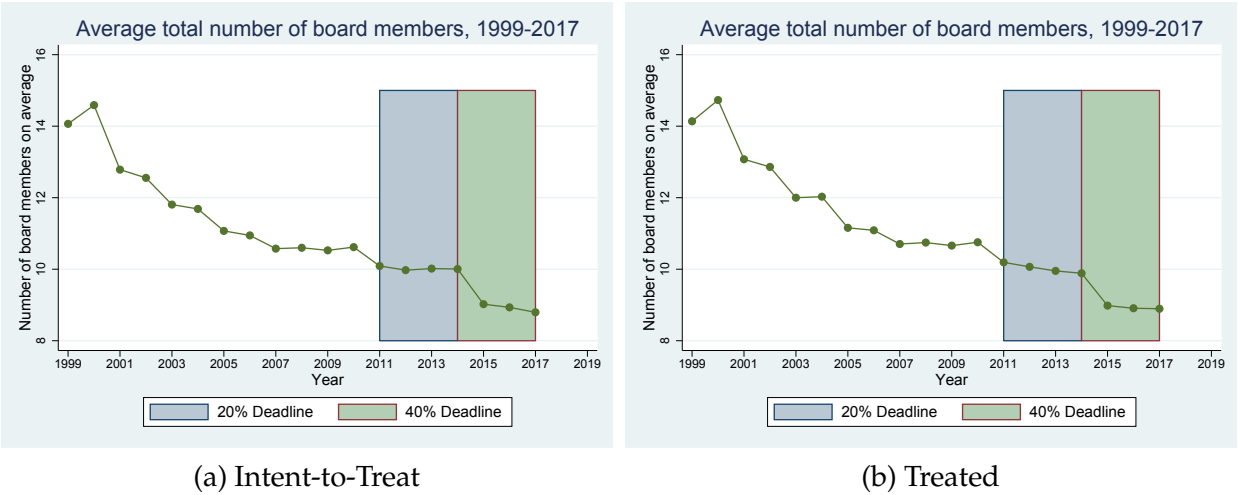 Average total number of board members, 1999-2017
Number of board members on average
16
14
12
10
8
1999 2001 2003 2005 2007 2009 2011 2013 2015 2017 2019
Year
20% Deadline 40% Deadline
(a) Intent-to-Treat
Average total number of board members, 1999-2017
Number of board members on average
16
14
12
10
8
1999 2001 2003 2005 2007 2009 2011 2013 2015 2017 2019
Year
20% Deadline 40% Deadline
(b) Treated